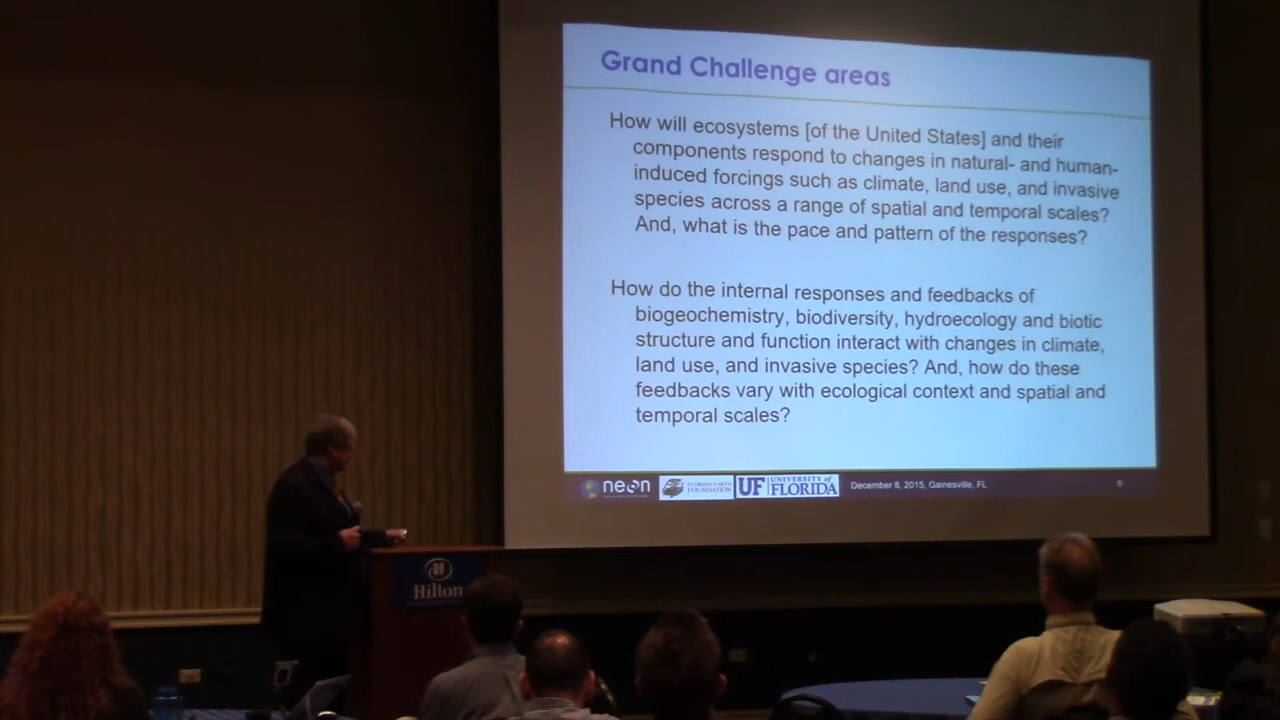 Grand Challenge areas
How will ecosystems [of the United States] and their
components respond to changes in natural- and human-
induced forcings such as climate, land use, and invasive
species across a range of spatial and temporal scales?
And, what is the pace and pattern of the responses?
How do the internal responses and feedbacks of
biogeochemistry, biodiversity, hydroecology and biotic
structure and function interact with changes in climate,
land use, and invasive species? And, how do these
feedbacks vary with ecological context and spatial and
temporal scales?
neon
FLORIDA EARTH
FOUNDATION
UF UNIVERSITY of
FLORIDA
December 8, 2015, Gainesville, FL
H
Hilton